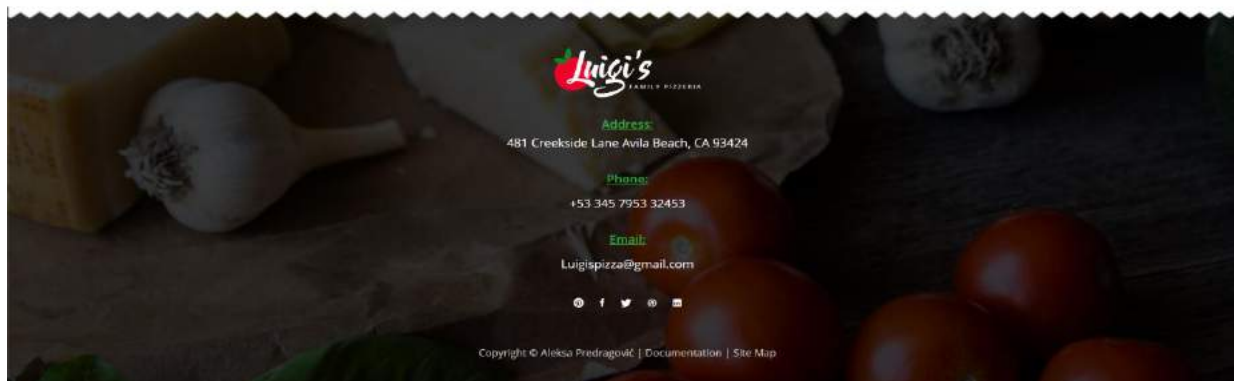 Luigi's
FAMILY PIZZERIA
Address:
481 Creekside Lane Avila Beach, CA 93424
Phone:
+53 345 7953 32453
Email:
Luigispizza@gmail.com
Copyright © Aleksa Predragović | Documentation | Site Map